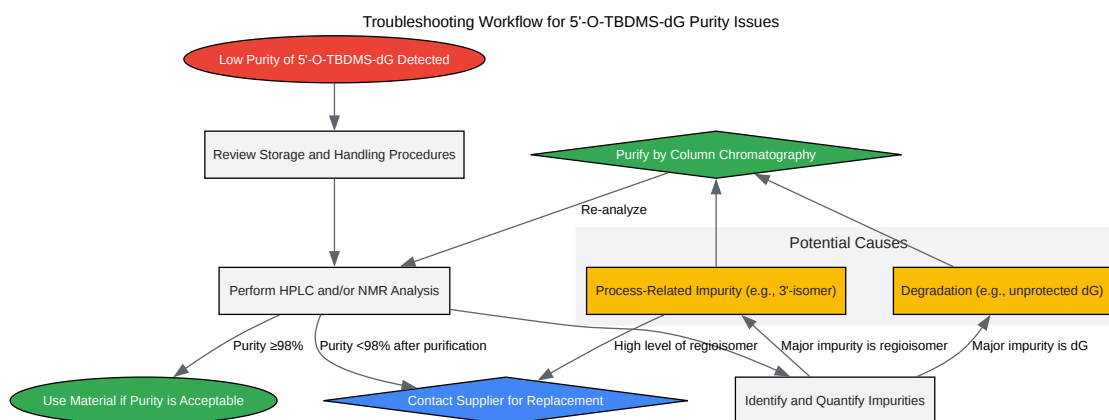 Troubleshooting Workflow for 5'-O-TBDMS-dG Purity Issues
Low Purity of 5'-O-TBDMS-dG Detected
Review Storage and Handling Procedures
Purify by Column Chromatography
Re-analyze
Potential Causes
Perform HPLC and/or NMR Analysis
Process-Related Impurity (e.g., 3'-isomer)
Degradation (e.g., unprotected dG)
Purity ≥98%
Purity <98% after purification
High level of regioisomer
Major impurity is regioisomer
Major impurity is dG
Use Material if Purity is Acceptable
Contact Supplier for Replacement
Identify and Quantify Impurities